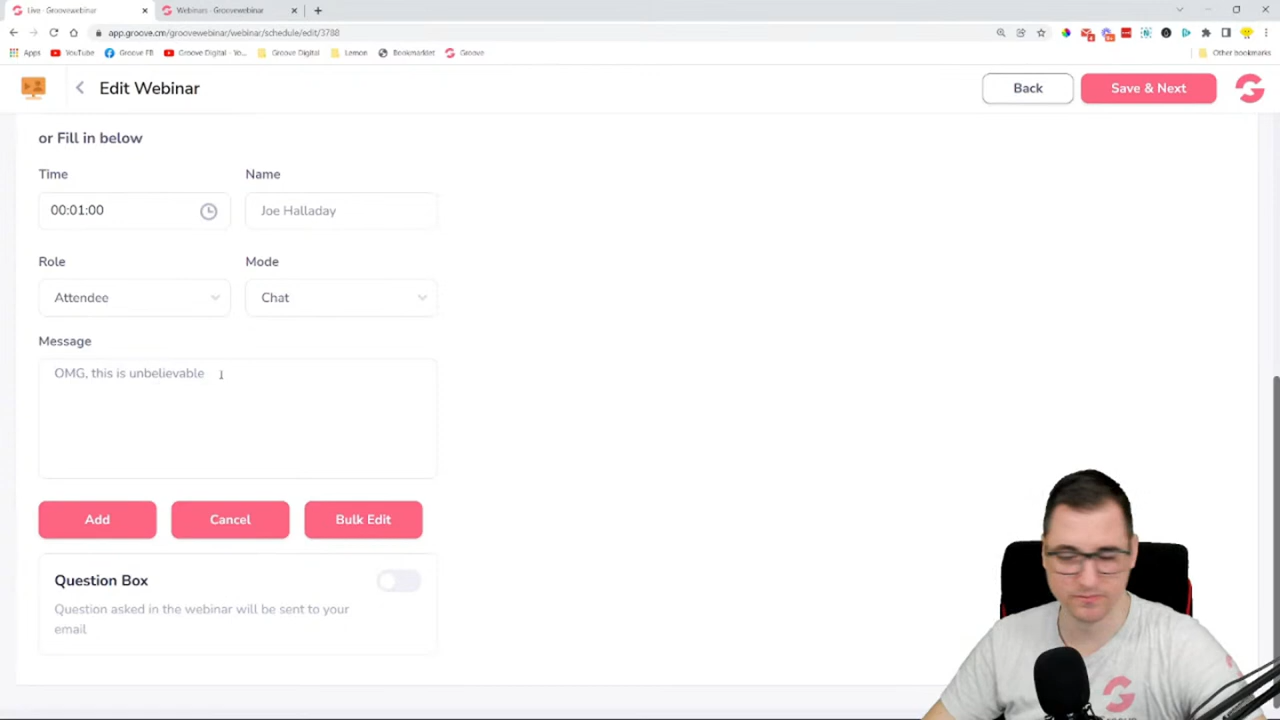 Live - Groovewebinar
Webinars - Groovewebinar
app.groove.cm/groovewebinar/webinar/schedule/edit/3788
Apps YouTube Groove FB Groove Digital - Yo... Groove Digital Lemon Bookmarklet Groove Other bookmarks
Edit Webinar
Back
Save & Next
or Fill in below
Time
Name
00:01:00
Joe Halladay
Role
Mode
Attendee
Chat
Message
OMG, this is unbelievable
Add
Cancel
Bulk Edit
Question Box
Question asked in the webinar will be sent to your
email